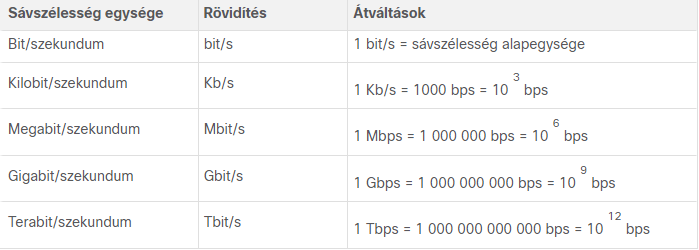 Sávszélesség egysége Rövidítés Átváltások
Bit/szekundum bit/s 1 bit/s = sávszélesség alapegysége
Kilobit/szekundum Kb/s 1 Kb/s = 1000 bps = 10 3 bps
Megabit/szekundum Mbit/s 1 Mbps = 1 000 000 bps = 10 6 bps
Gigabit/szekundum Gbit/s 1 Gbps = 1 000 000 000 bps = 10 9 bps
Terabit/szekundum Tbit/s 1 Tbps = 1 000 000 000 000 bps = 10 12 bps